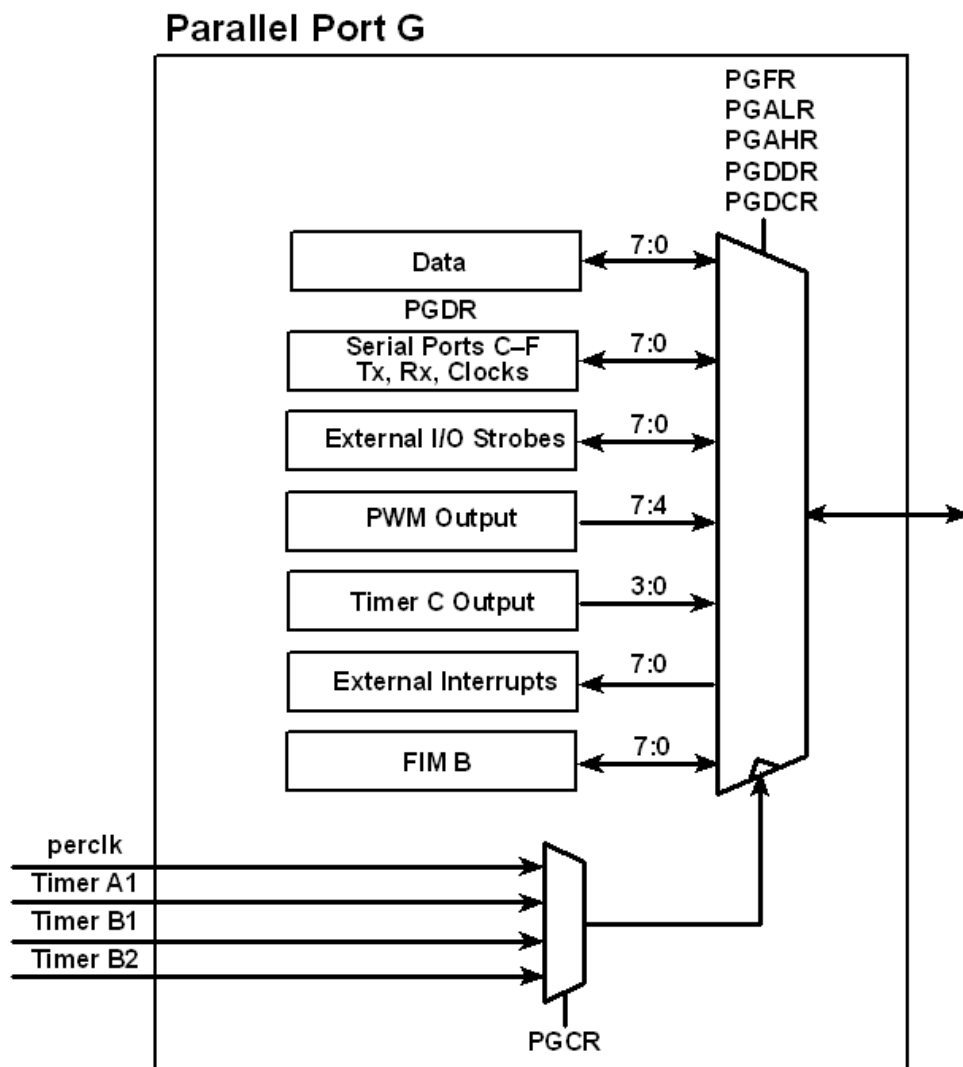 Parallel Port G
PGFR
PGALR
PGAHR
PGDDR
PGDCR
Data
7:0
PGDR
Serial Ports C–F
Tx, Rx, Clocks
7:0
External I/O Strobes
7:0
PWM Output
7:4
Timer C Output
3:0
External Interrupts
7:0
FIM B
7:0
perclk
Timer A1
Timer B1
Timer B2
PGCR